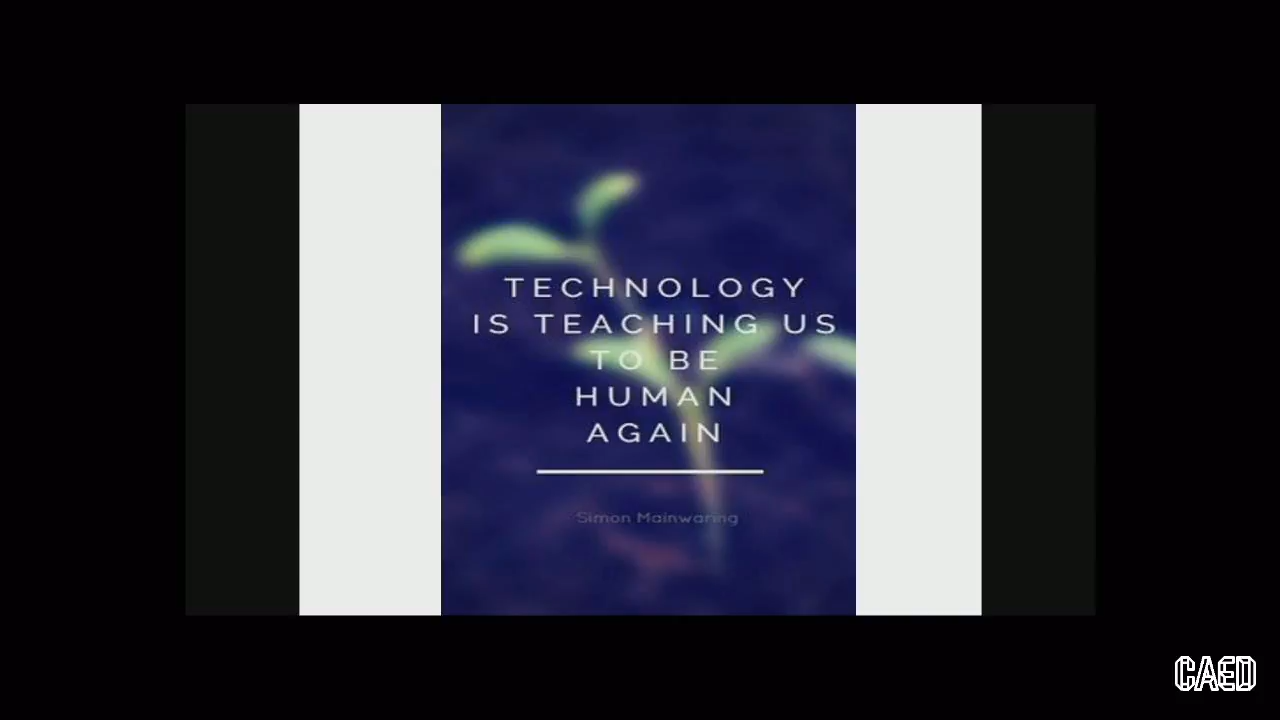 TECHNOLOGY
IS TEACHING US
TO BE
HUMAN
AGAIN
Simon Mainwaring
CAED